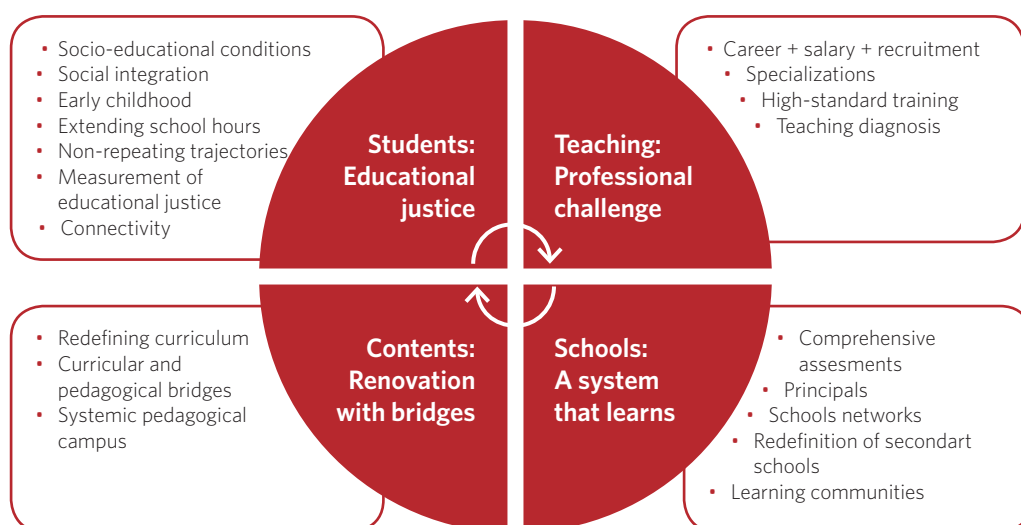 • Socio-educational conditions
• Social integration
• Early childhood
• Extending school hours
• Non-repeating trajectories
• Measurement of
educational justice
• Connectivity
Students:
Educational
justice
Teaching:
Professional
challenge
• Career + salary + recruitment
• Specializations
• High-standard training
• Teaching diagnosis
• Redefining curriculum
• Curricular and
pedagogical bridges
• Systemic pedagogical
campus
Contents:
Renovation
with bridges
Schools:
A system
that learns
• Comprehensive
assesments
• Principals
• Schools networks
• Redefinition of secondart
schools
• Learning communities